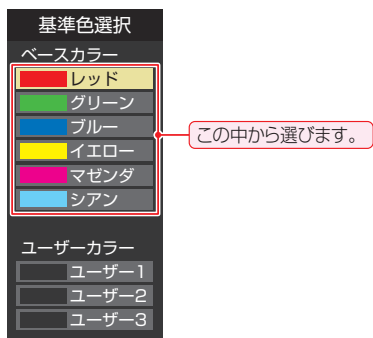 基準色選択
ベースカラー
レッド
グリーン
ブルー
この中から選びます。
イエロー
マゼンダ
シアン
ユーザーカラー
ユーザー1
ユーザー2
ユーザー3